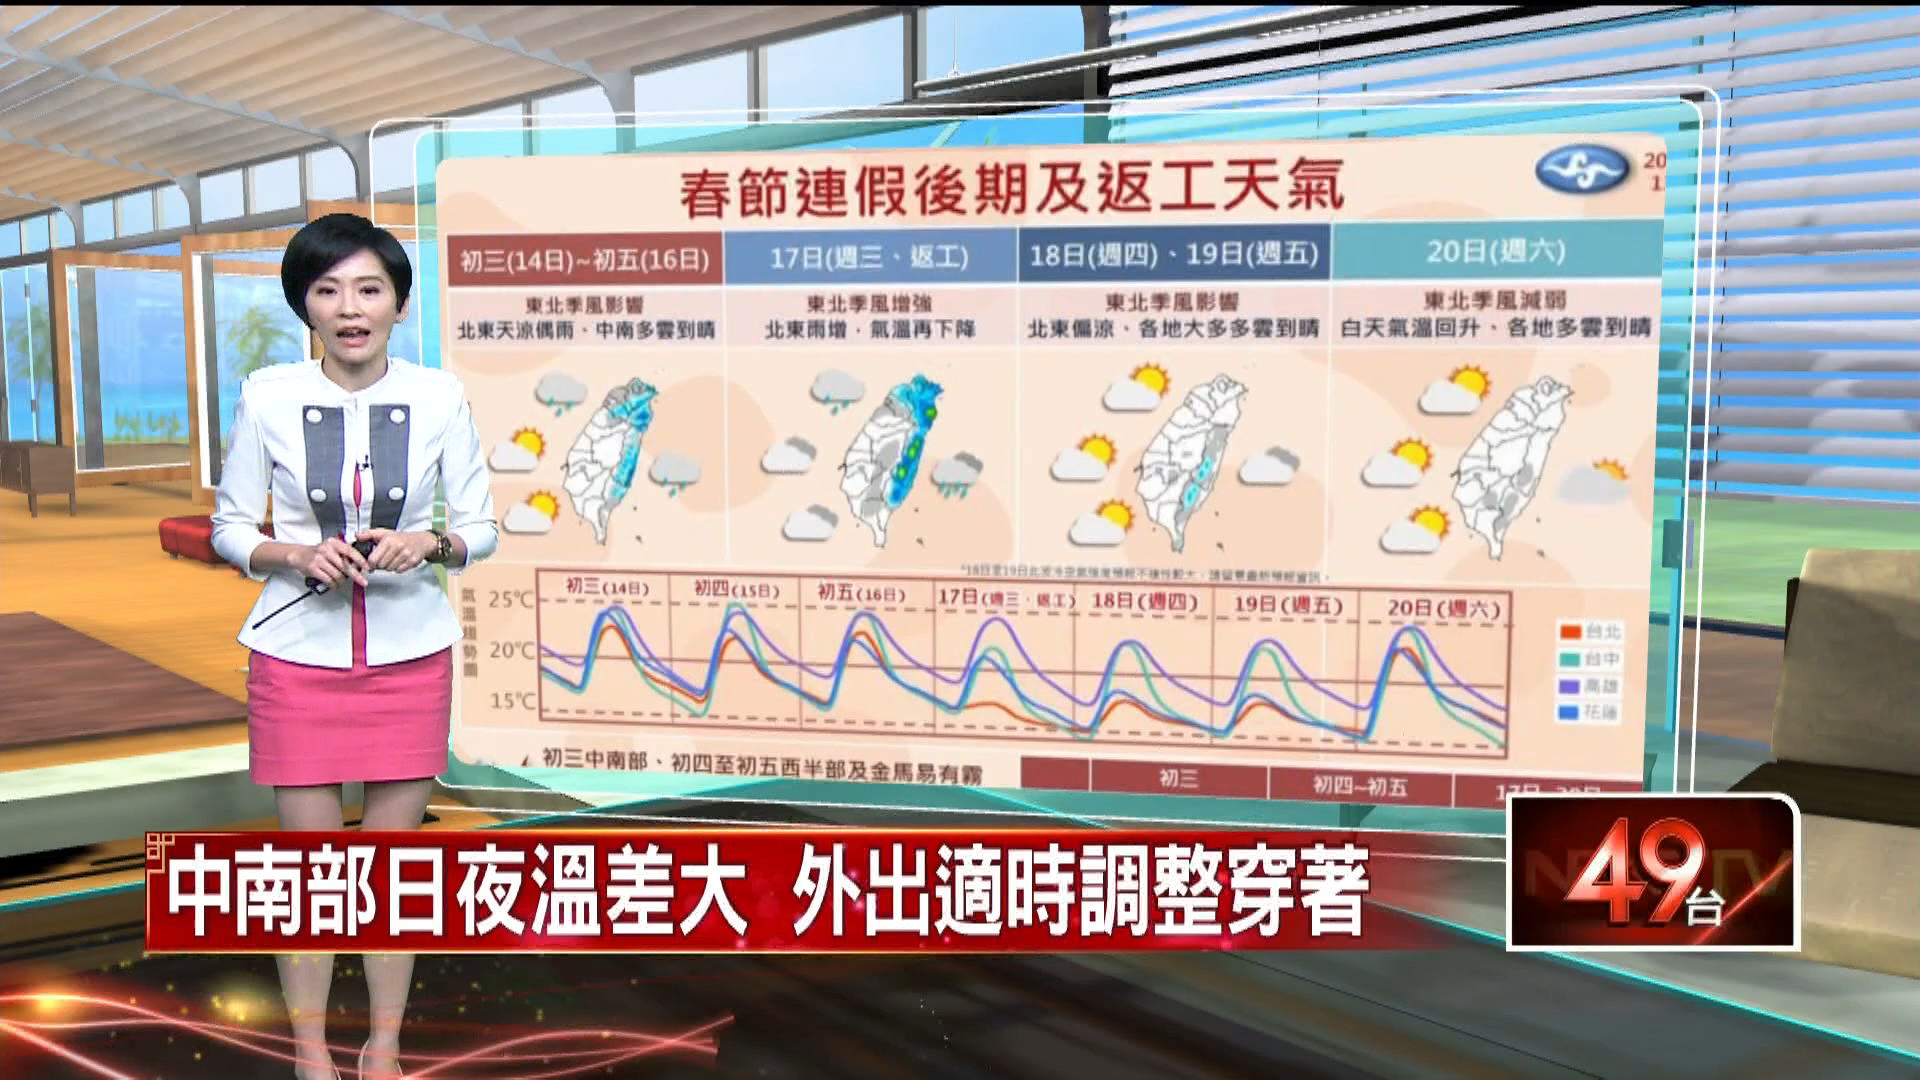 春節連假後期及返工天氣
20
初三(14日)~初五(16日)
17日(週三、返工)
18日(週四)、19日(週五)
20日(週六)
東北季風影響
北東天涼偶雨、中南多雲到晴
東北季風增強
北東雨增，氣溫再下降
東北季風影響
北東偏涼、各地大多多雲到晴
東北季風減弱
白天氣溫回升、各地多雲到晴
氣溫趨勢圖
25℃
20℃
15℃
初三(14日)
初四(15日)
初五(16日)
17日(週三、返工)
18日(週四)
19日(週五)
20日(週六)
台北
台中
高雄
花蓮
初三中南部、初四至初五西半部及金馬易有霧
初三
初四~初五
中南部日夜溫差大 外出適時調整穿著
49台